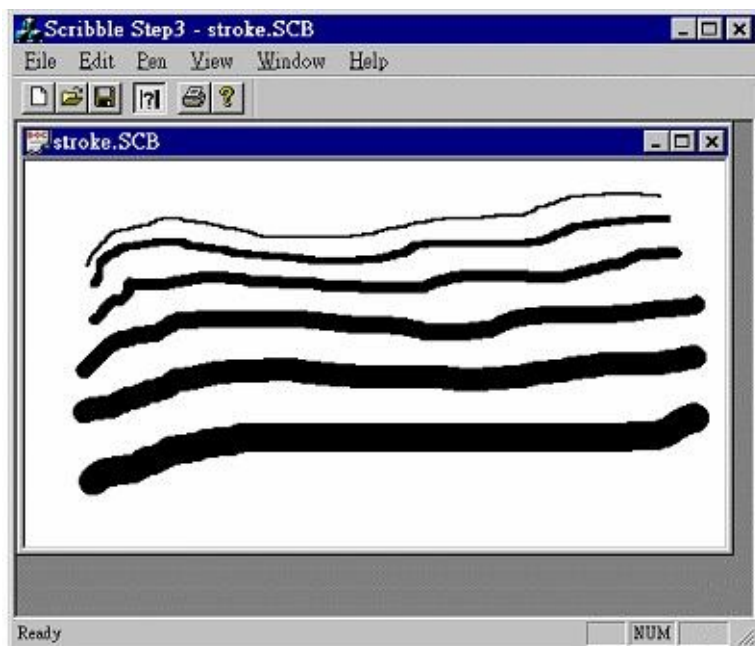 Scribble Step3 - stroke.SCB
File Edit Pen View Window Help
?
?
stroke.SCB
Ready NUM